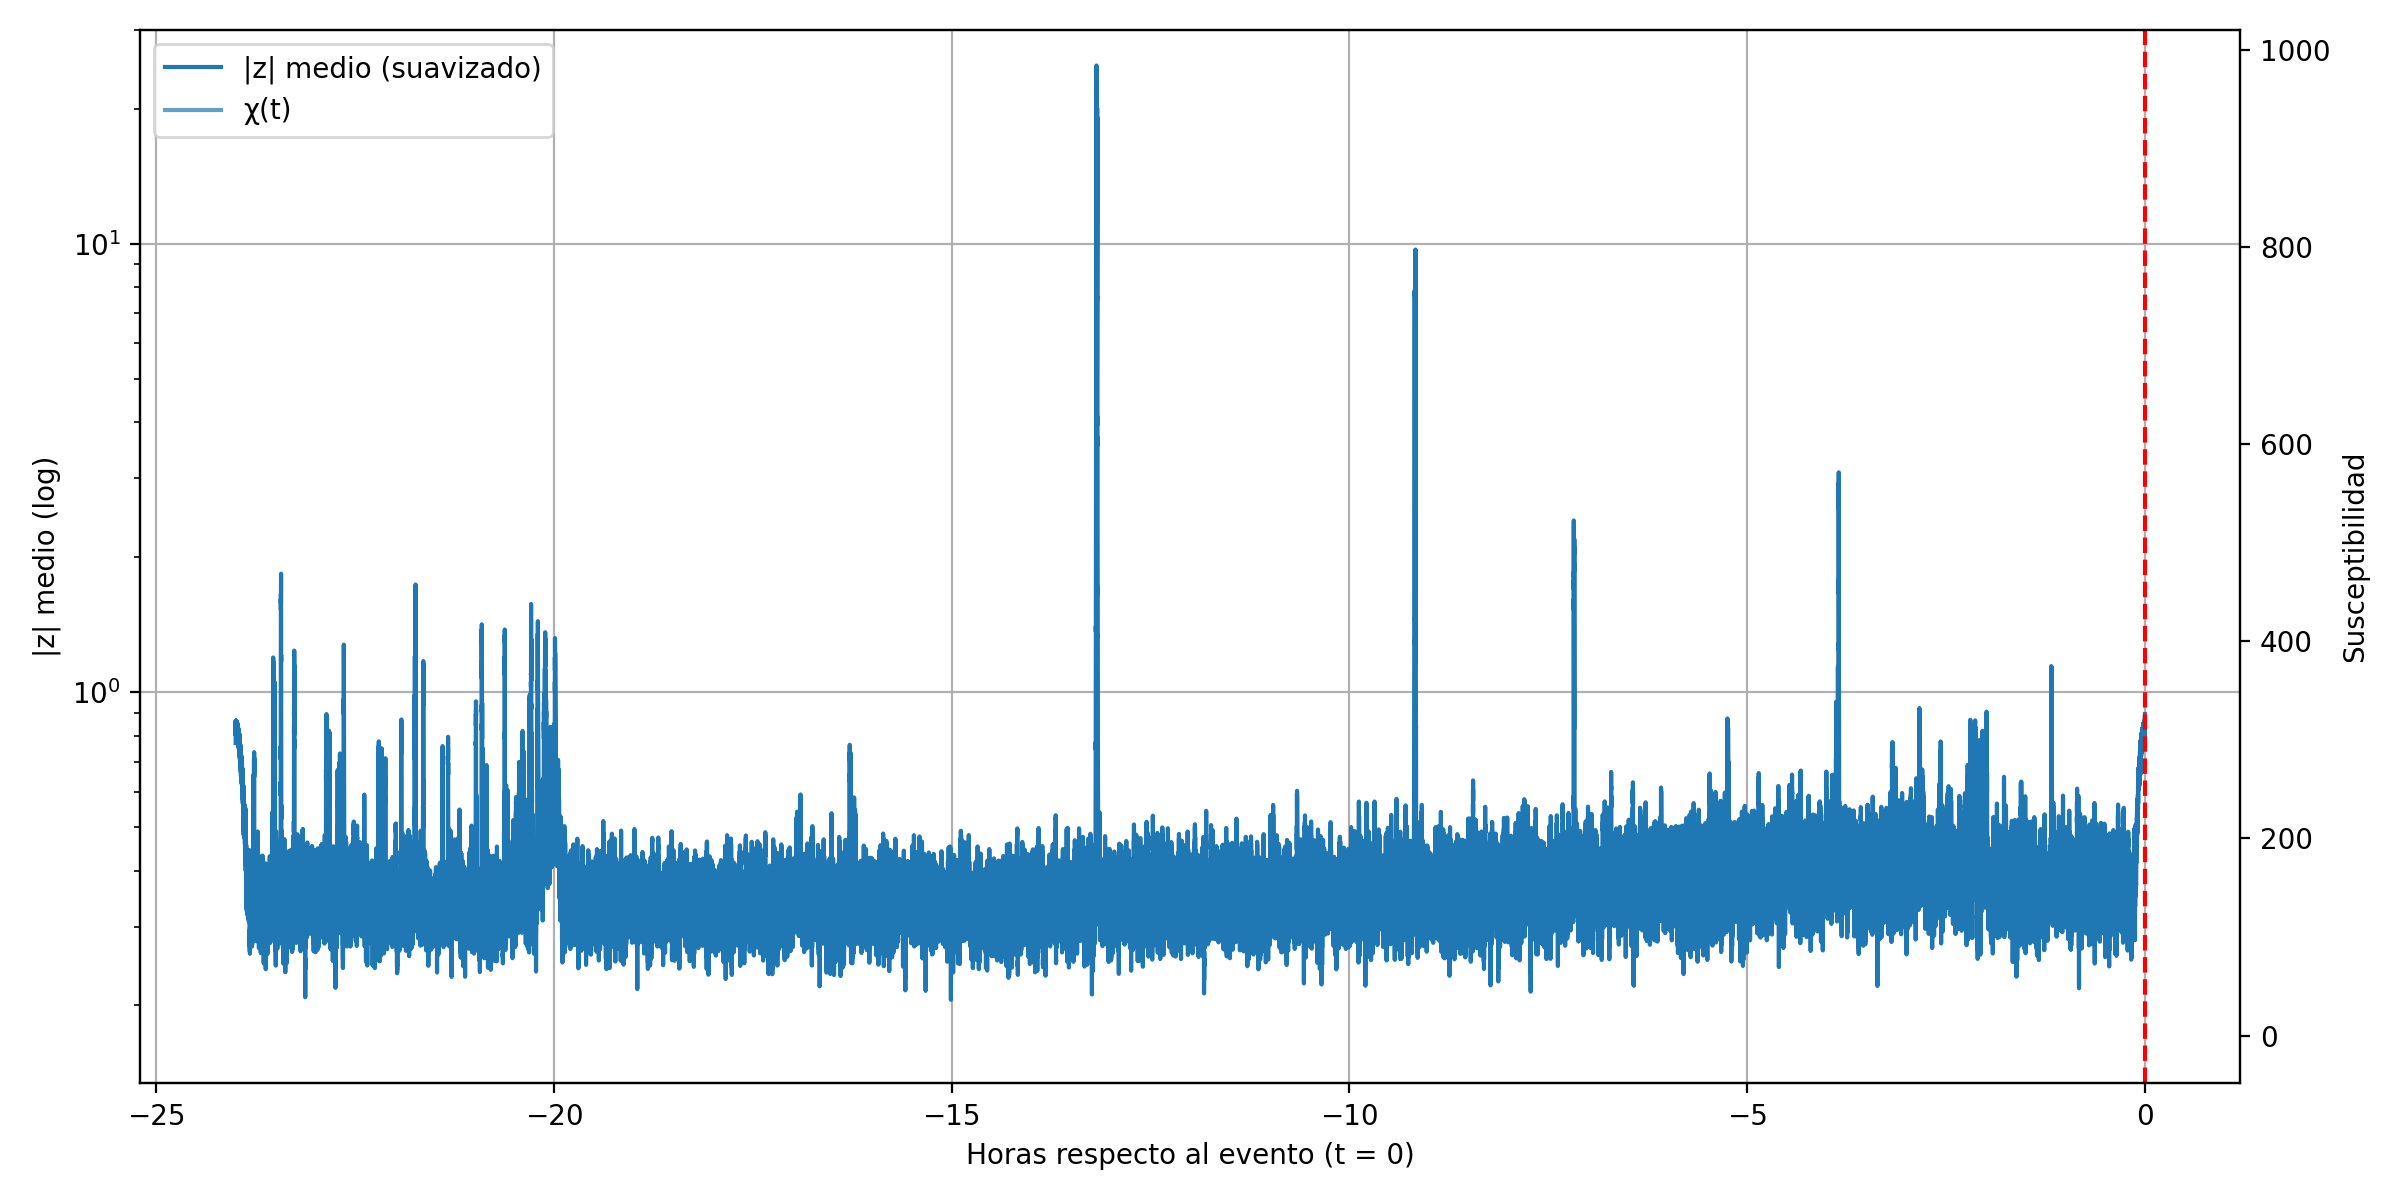 |z| medio (suavizado)
χ(t)
10¹
10⁰
|z| medio (log)
1000
800
600
400
200
0
Susceptibilidad
−25
−20
−15
−10
−5
0
Horas respecto al evento (t = 0)